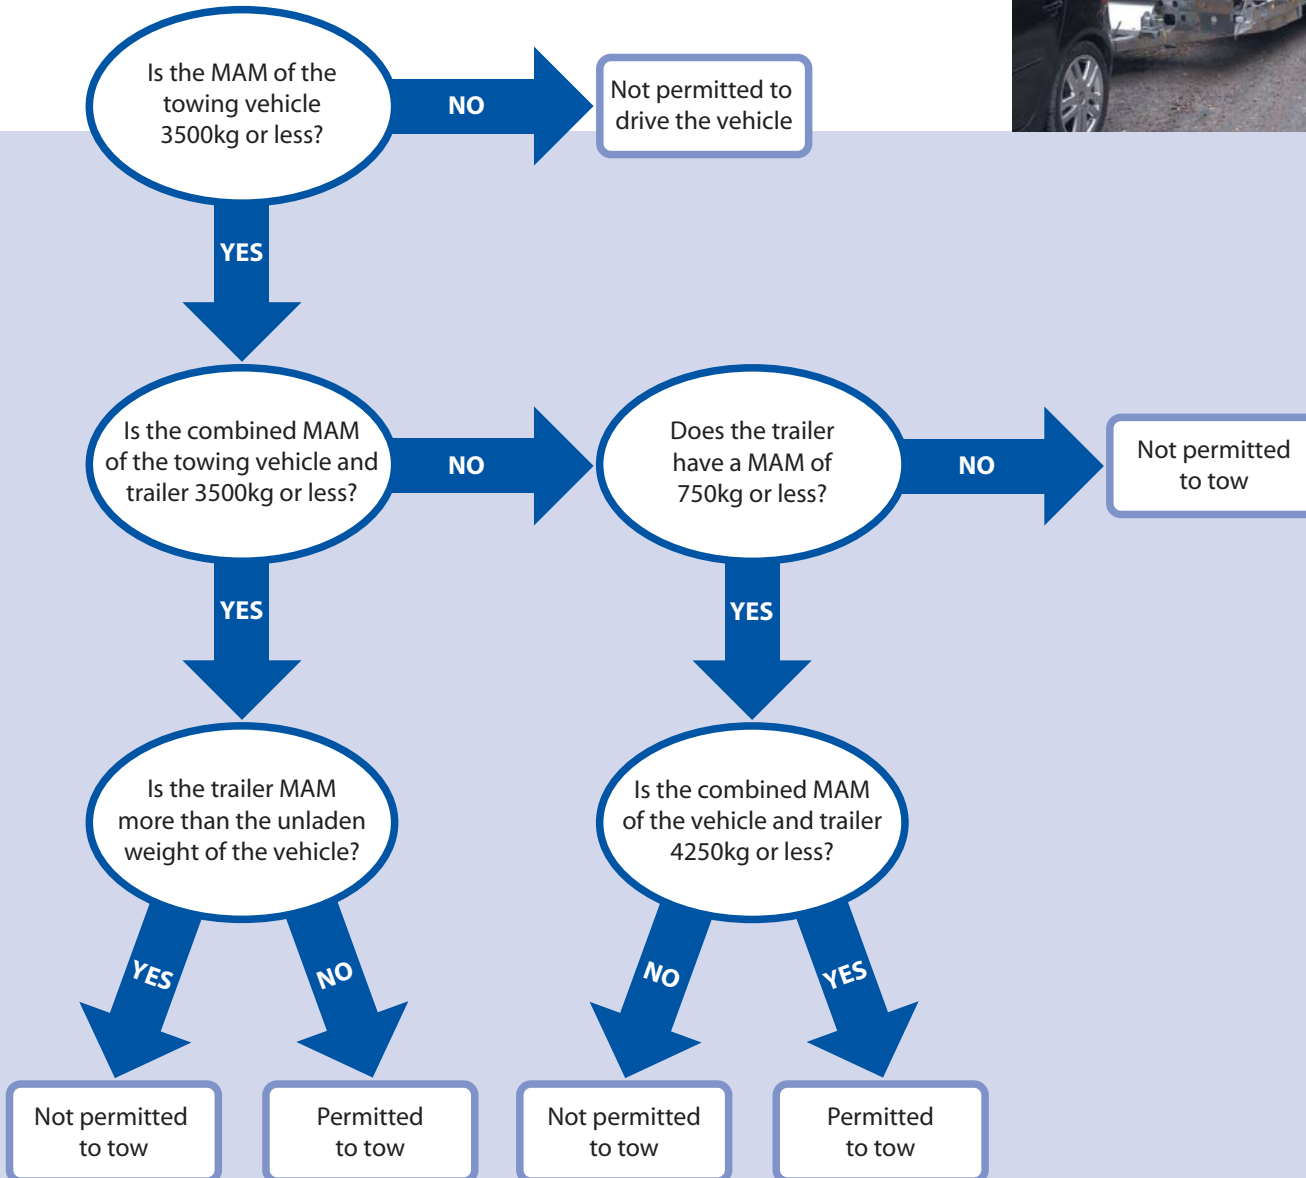 Is the MAM of the
towing vehicle
3500kg or less?
NO
Not permitted to
drive the vehicle
YES
Is the combined MAM
of the towing vehicle and
trailer 3500kg or less?
NO
Does the trailer
have a MAM of
750kg or less?
NO
Not permitted
to tow
YES
YES
Is the trailer MAM
more than the unladen
weight of the vehicle?
Is the combined MAM
of the vehicle and trailer
4250kg or less?
YES
NO
NO
YES
Not permitted
to tow
Permitted
to tow
Not permitted
to tow
Permitted
to tow